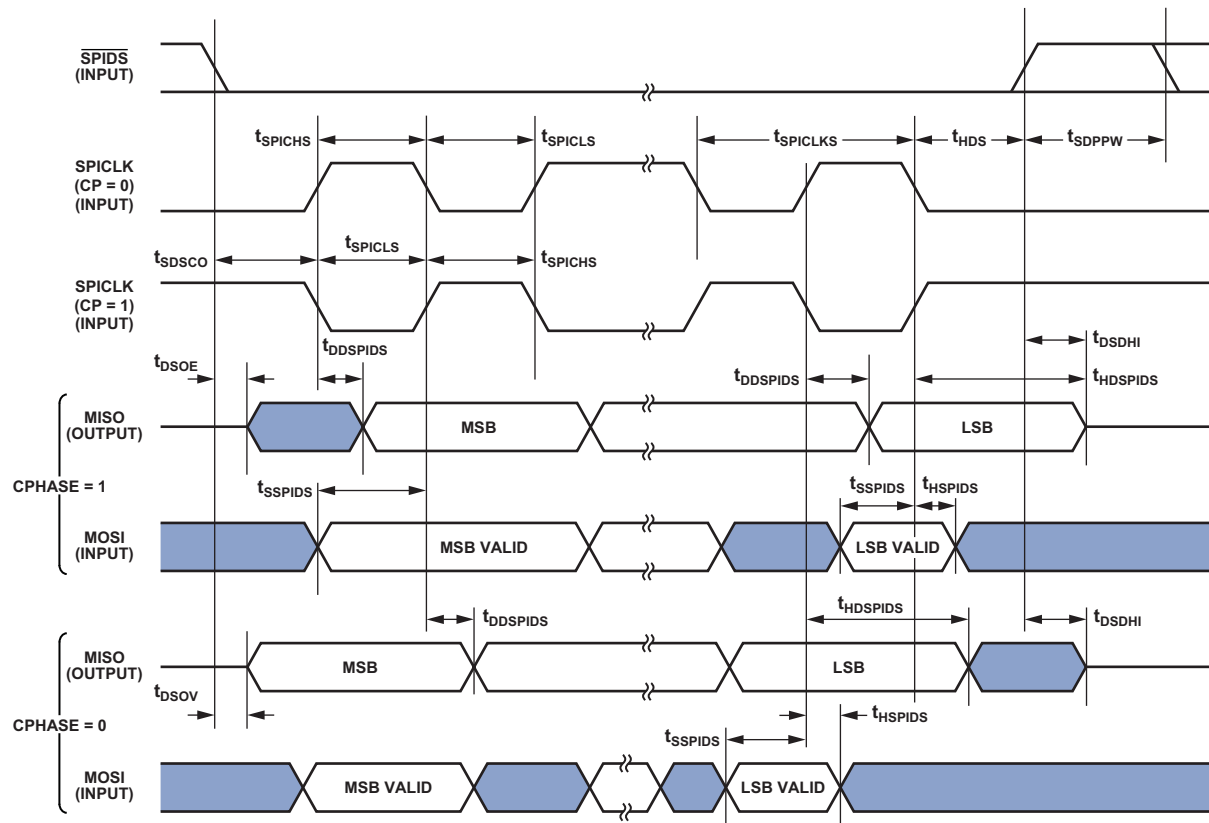 SPIDS
(INPUT)
tSPICHS
tSPICLS
tSPICLKS
tHDS
tSDPPW
SPICLK
(CP = 0)
(INPUT)
tSDSCO
tSPICLS
tSPICHS
SPICLK
(CP = 1)
(INPUT)
tDSOE
tDDSPIDS
tDDSPIDS
tDSDHI
tHDSPIDS
MISO
(OUTPUT)
MSB
LSB
CPHASE = 1
tSSPIDS
tSSPIDS
tHSPIDS
MOSI
(INPUT)
MSB VALID
LSB VALID
tDDSPIDS
tHDSPIDS
tDSDHI
MISO
(OUTPUT)
MSB
LSB
tDSOV
CPHASE = 0
tHSPIDS
tSSPIDS
MOSI
(INPUT)
MSB VALID
LSB VALID